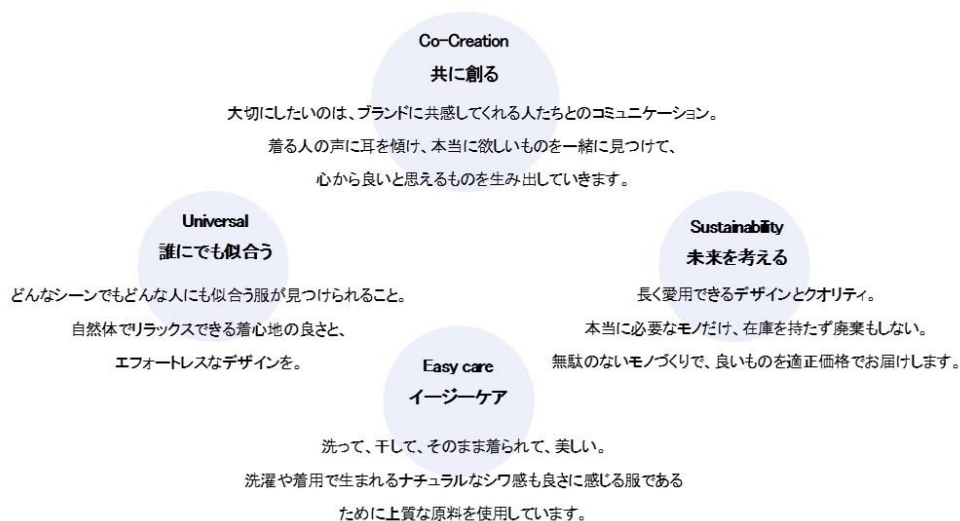 Co-Creation
共に創る
大切にしたいのは、ブランドに共感してくれる人たちとのコミュニケーション。
着る人の声に耳を傾け、本当に欲しいものを一緒に見つけて、
心から良いと思えるものを生み出していきます。
Universal
誰にでも似合う
どんなシーンでもどんな人にも似合う服が見つけられること。
自然体でリラックスできる着心地の良さと、
エフォートレスなデザインを。
Sustainability
未来を考える
長く愛用できるデザインとクオリティ。
本当に必要なモノだけ、在庫を持たず廃棄もしない。
無駄のないモノづくりで、良いものを適正価格でお届けします。
Easy care
イージーケア
洗って、干して、そのまま着られて、美しい。
洗濯や着用で生まれるナチュラルなシワ感も良さに感じる服である
ために上質な原料を使用しています。